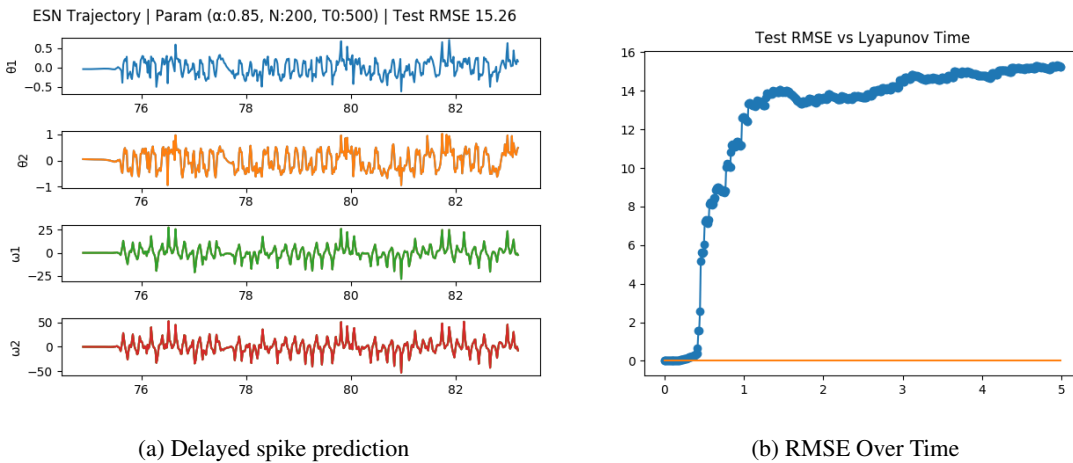 ESN Trajectory | Param (α:0.85, N:200, T0:500) | Test RMSE 15.26
θ1
0.5
0.0
−0.5
76 78 80 82
θ2
1
0
−1
76 78 80 82
ω1
25
0
−25
76 78 80 82
ω2
50
0
−50
76 78 80 82
(a) Delayed spike prediction
Test RMSE vs Lyapunov Time
16
14
12
10
8
6
4
2
0
0 1 2 3 4 5
(b) RMSE Over Time